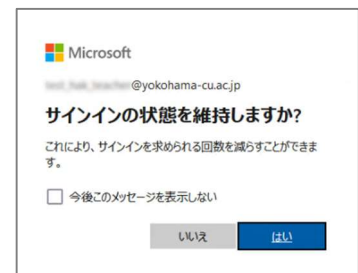 Microsoft
@yokohama-cu.ac.jp
サインインの状態を維持しますか?
これにより、サインインを求められる回数を減らすことができま
す。
今後このメッセージを表示しない
いいえ
はい